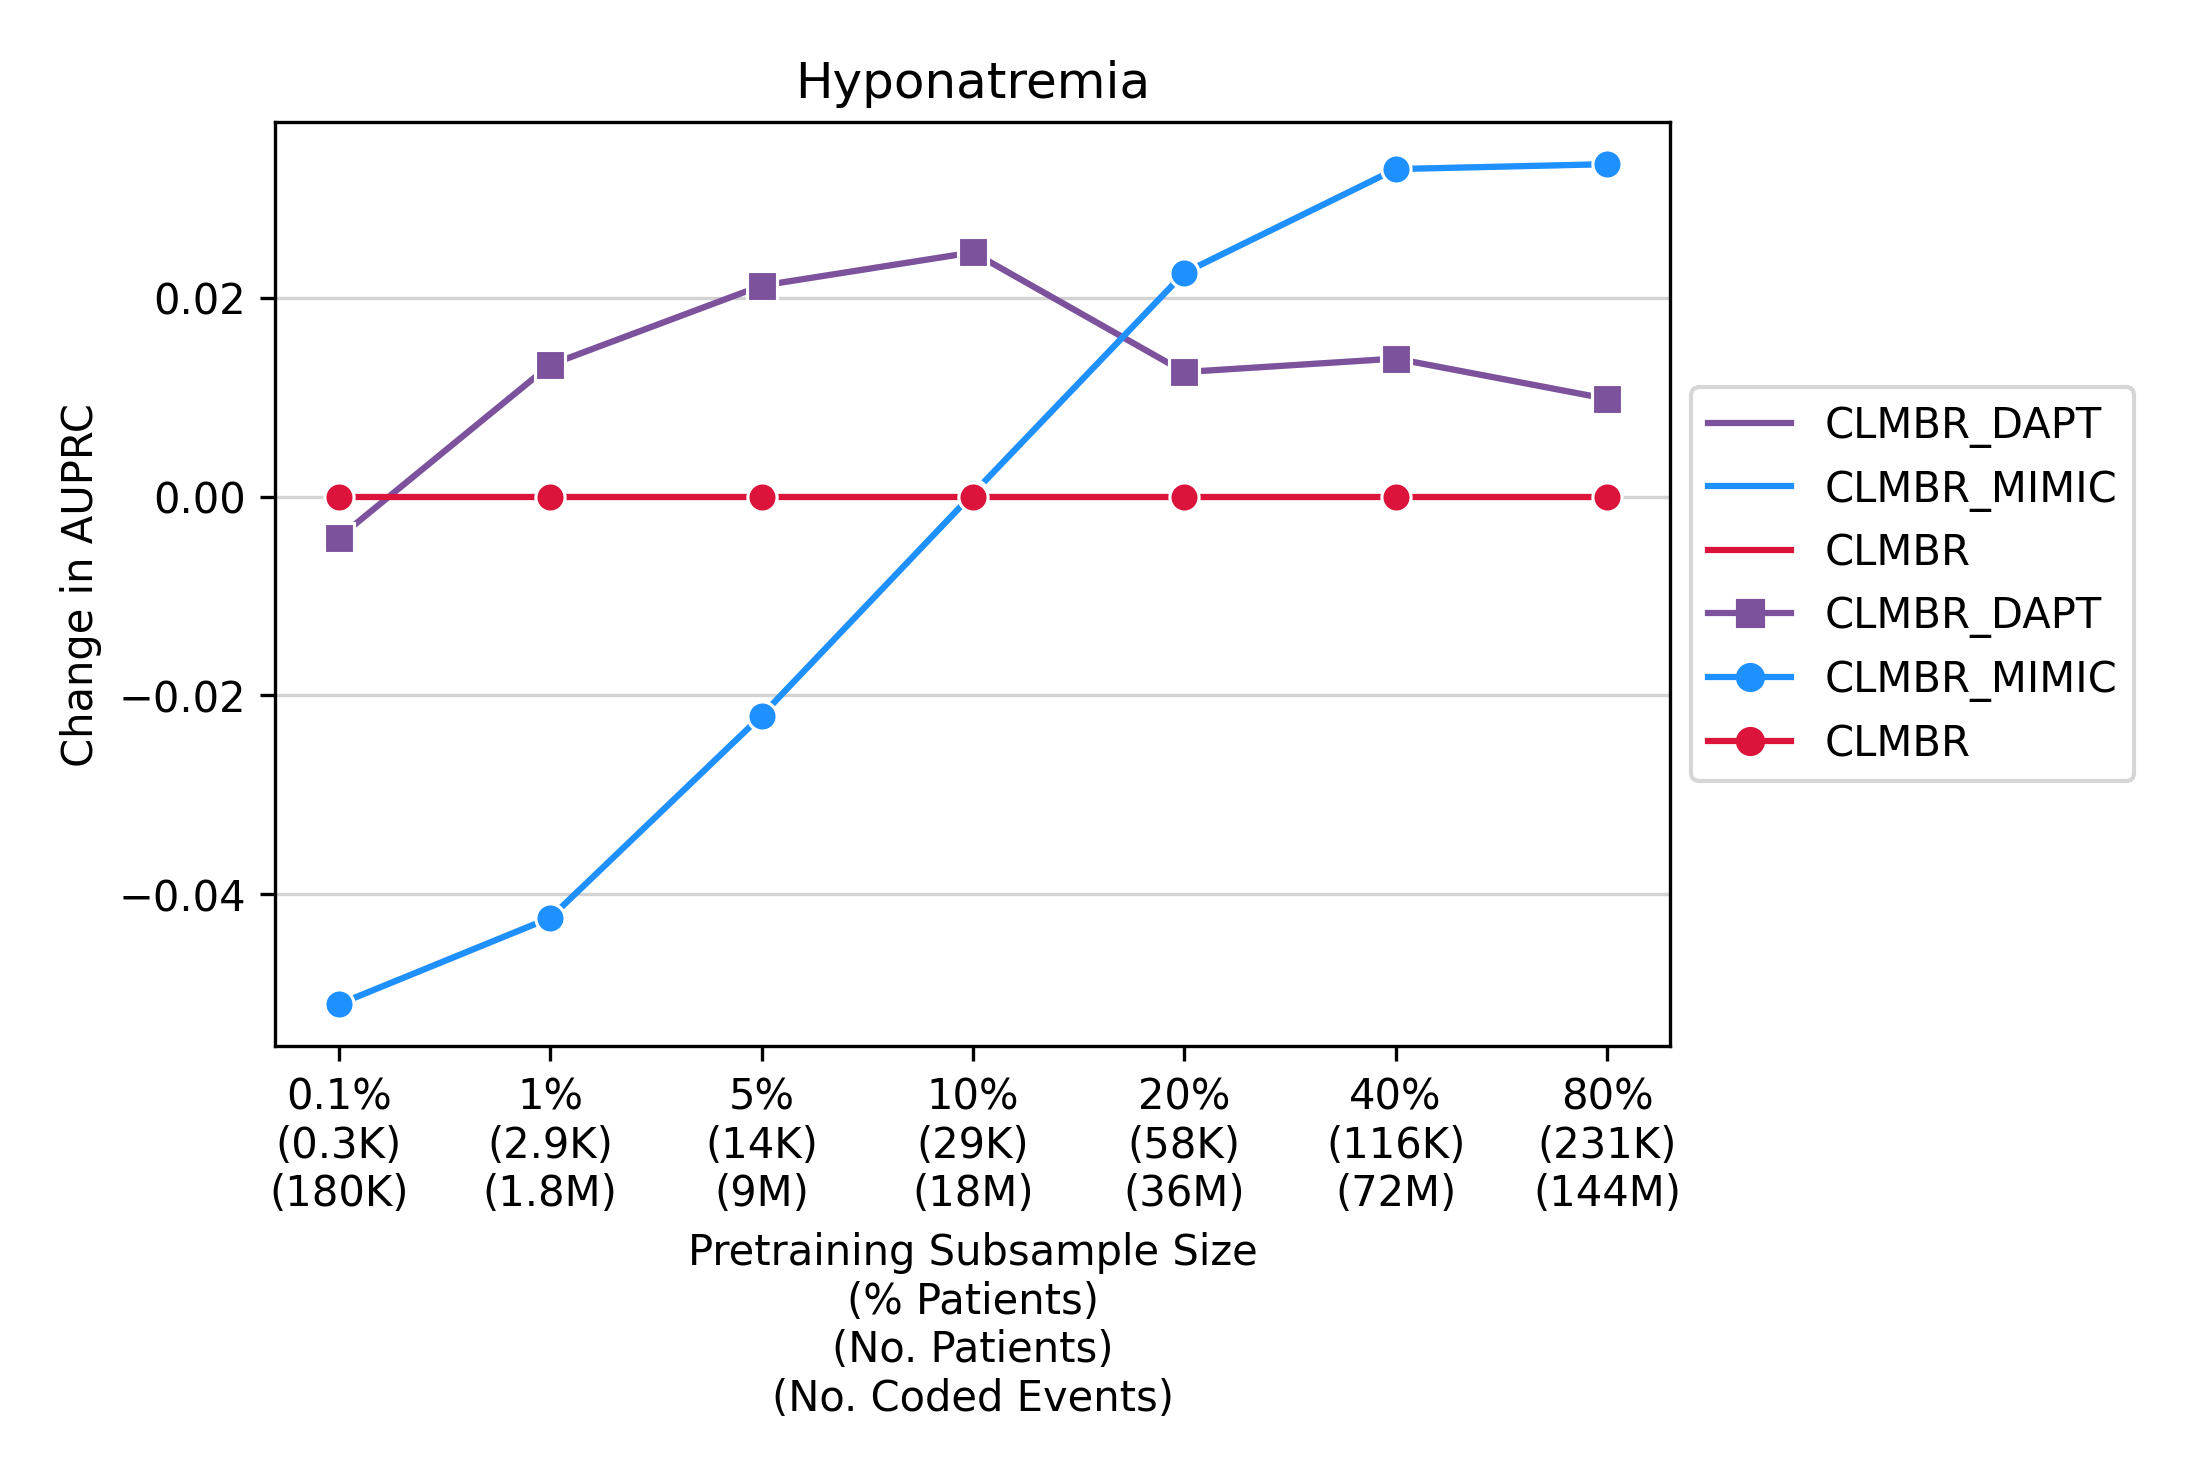 Hyponatremia
Change in AUPRC
0.02
0.00
−0.02
−0.04
0.1% 1% 5% 10% 20% 40% 80%
(0.3K) (2.9K) (14K) (29K) (58K) (116K) (231K)
(180K) (1.8M) (9M) (18M) (36M) (72M) (144M)
Pretraining Subsample Size
(% Patients)
(No. Patients)
(No. Coded Events)
CLMBR_DAPT
CLMBR_MIMIC
CLMBR
CLMBR_DAPT
CLMBR_MIMIC
CLMBR